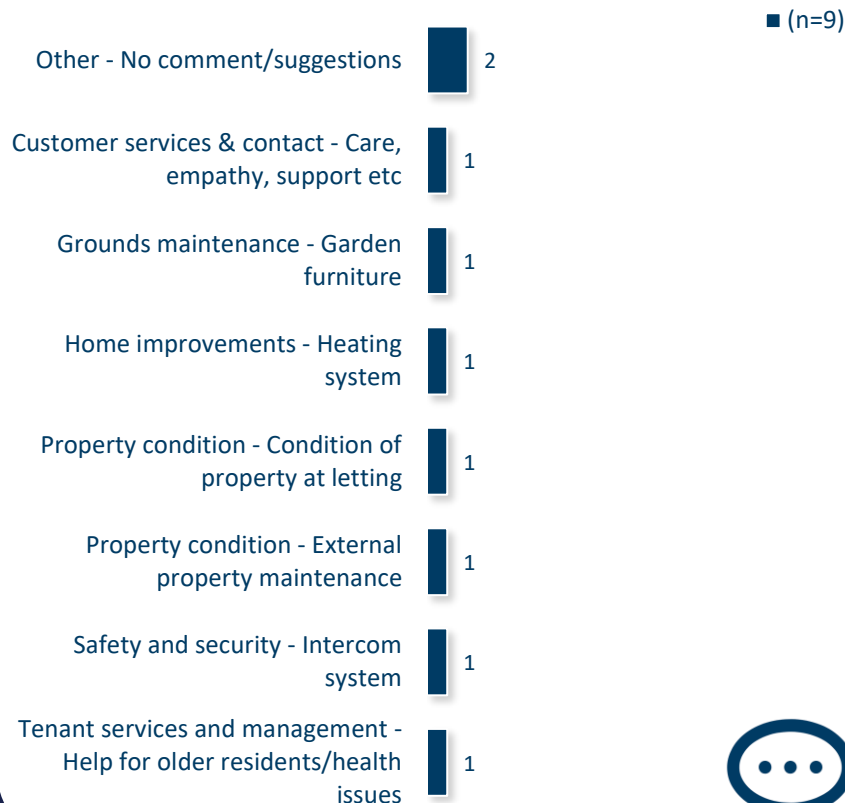 (n=9)
Other - No comment/suggestions
2
Customer services & contact - Care,
empathy, support etc
1
Grounds maintenance - Garden
furniture
1
Home improvements - Heating
system
1
Property condition - Condition of
property at letting
1
Property condition - External
property maintenance
1
Safety and security - Intercom
system
1
Tenant services and management -
Help for older residents/health
issues
1